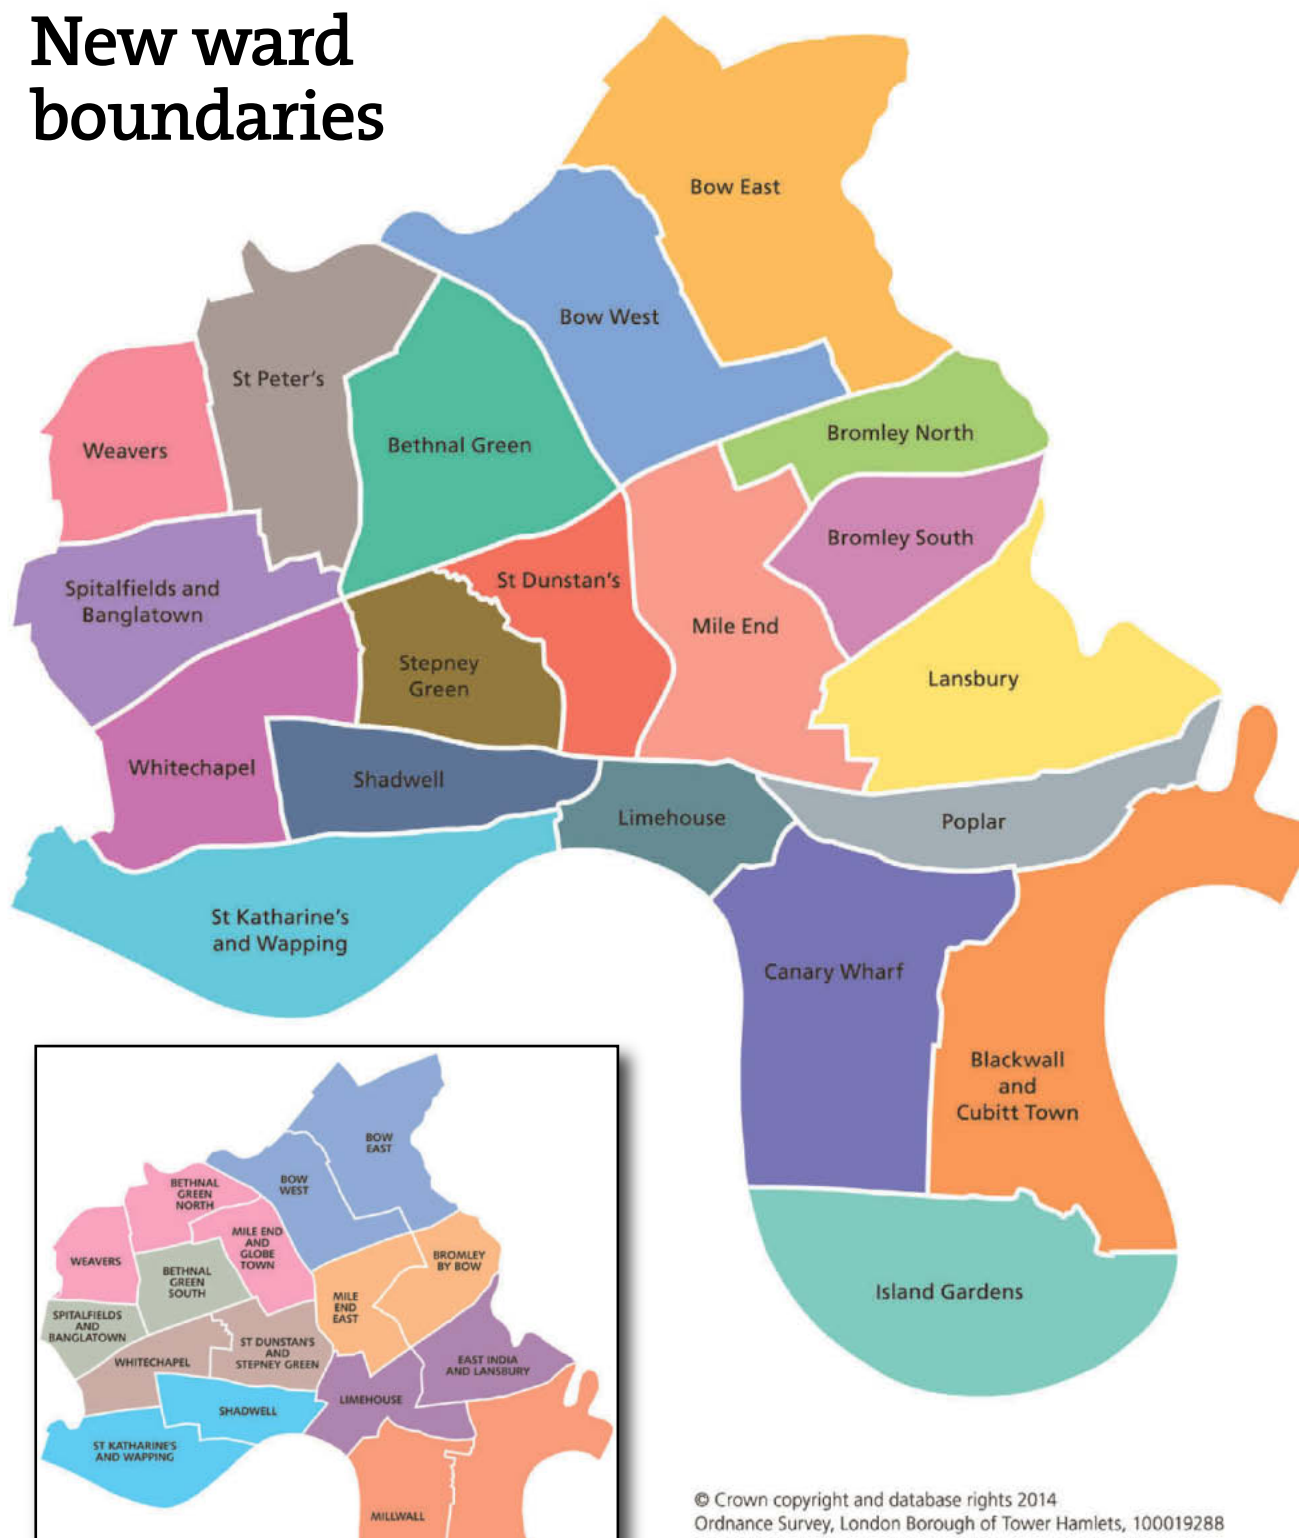 New ward
boundaries
Bow East
Bow West
St Peter's
Weavers
Bethnal Green
Bromley North
Bromley South
Spitalfields and
Banglatown
St Dunstan's
Mile End
Stepney
Green
Lansbury
Whitechapel
Shadwell
Limehouse
Poplar
St Katharine's
and Wapping
Canary Wharf
Blackwall
and
Cubitt Town
Island Gardens
BOW
EAST
BOW
WEST
BETHNAL
GREEN
NORTH
MILE END
AND
GLOBE
TOWN
WEAVERS
BETHNAL
GREEN
SOUTH
BROMLEY
BY BOW
MILE
END
EAST
SPITALFIELDS
AND
BANGLATOWN
WHITECHAPEL
ST DUNSTAN'S
AND
STEPNEY GREEN
EAST INDIA
AND LANSBURY
LIMEHOUSE
SHADWELL
ST KATHARINE'S
AND WAPPING
MILLWALL
© Crown copyright and database rights 2014
Ordnance Survey, London Borough of Tower Hamlets, 100019288